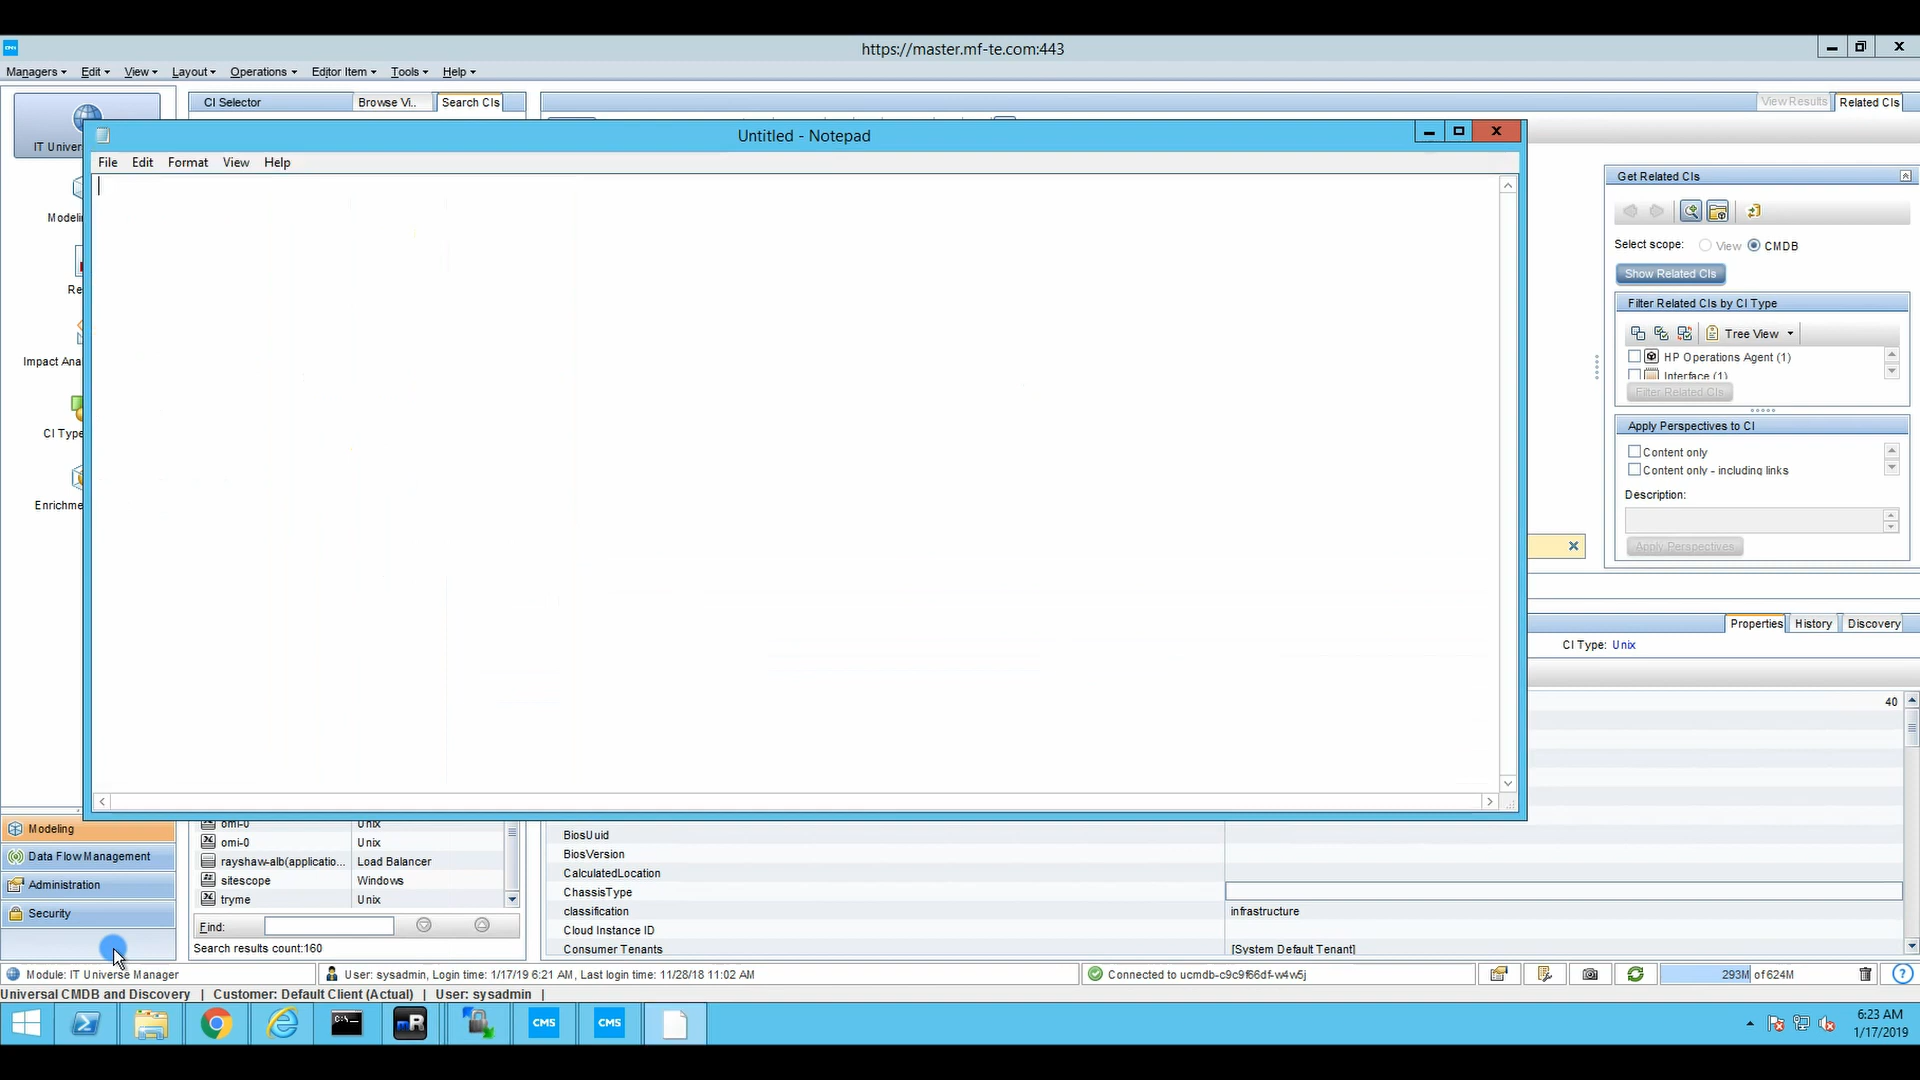 https://master.mf-te.com:443
Managers Edit View Layout Operations Editor Item Tools Help
CI Selector Browse Vi.. Search CIs
View Results Related CIs
Untitled - Notepad
File Edit Format View Help
IT Univer
Modelin
Re
Impact Ana
CI Type
Enrichme
Get Related CIs
Select scope: View CMDB
Show Related CIs
Filter Related CIs by CI Type
Tree View
HP Operations Agent (1)
Interface (1)
Filter Related CIs
Apply Perspectives to CI
Content only
Content only - including links
Description:
Apply Perspectives
Properties History Discovery
CI Type: Unix
40
Modeling
Data Flow Management
Administration
Security
omi-0 Unix
omi-0 Unix
rayshaw-alb(applicatio... Load Balancer
sitescope Windows
tryme Unix
Find:
Search results count:160
BiosUuid
BiosVersion
CalculatedLocation
ChassisType
classification infrastructure
Cloud Instance ID
Consumer Tenants [System Default Tenant]
Module: IT Universe Manager
User: sysadmin, Login time: 1/17/19 6:21 AM, Last login time: 11/28/18 11:02 AM
Connected to ucmdb-c9c9f66df-w4w5j
293M of 624M
Universal CMDB and Discovery | Customer: Default Client (Actual) | User: sysadmin |
CMS CMS
6:23 AM
1/17/2019